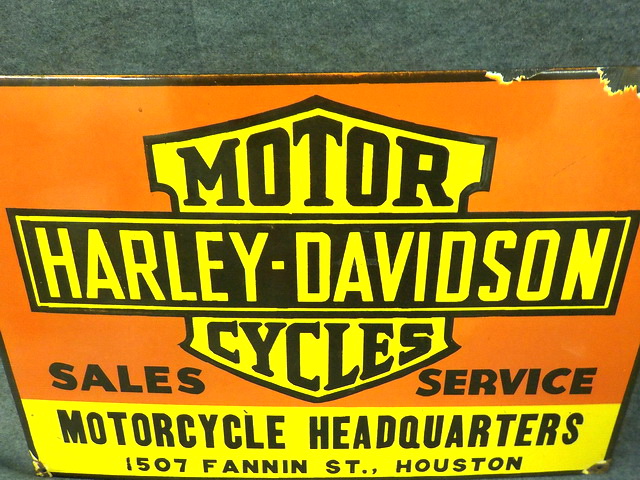 MOTOR
HARLEY-DAVIDSON
CYCLES
SALES SERVICE
MOTORCYCLE HEADQUARTERS
1507 FANNIN ST., HOUSTON